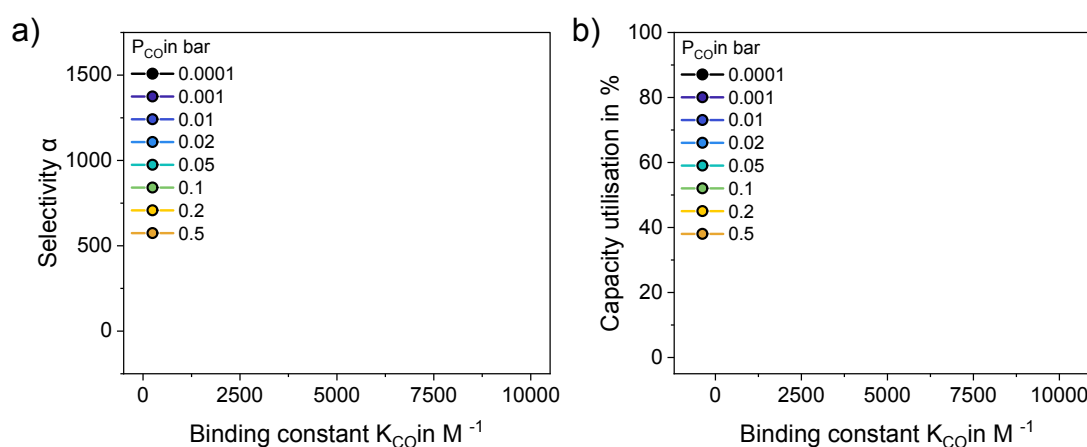 a)
P_CO in bar
0.0001
0.001
0.01
0.02
0.05
0.1
0.2
0.5
Selectivity α
1500
1000
500
0
0 2500 5000 7500 10000
Binding constant K_CO in M⁻¹
b)
P_CO in bar
0.0001
0.001
0.01
0.02
0.05
0.1
0.2
0.5
Capacity utilisation in %
100
80
60
40
20
0
0 2500 5000 7500 10000
Binding constant K_CO in M⁻¹